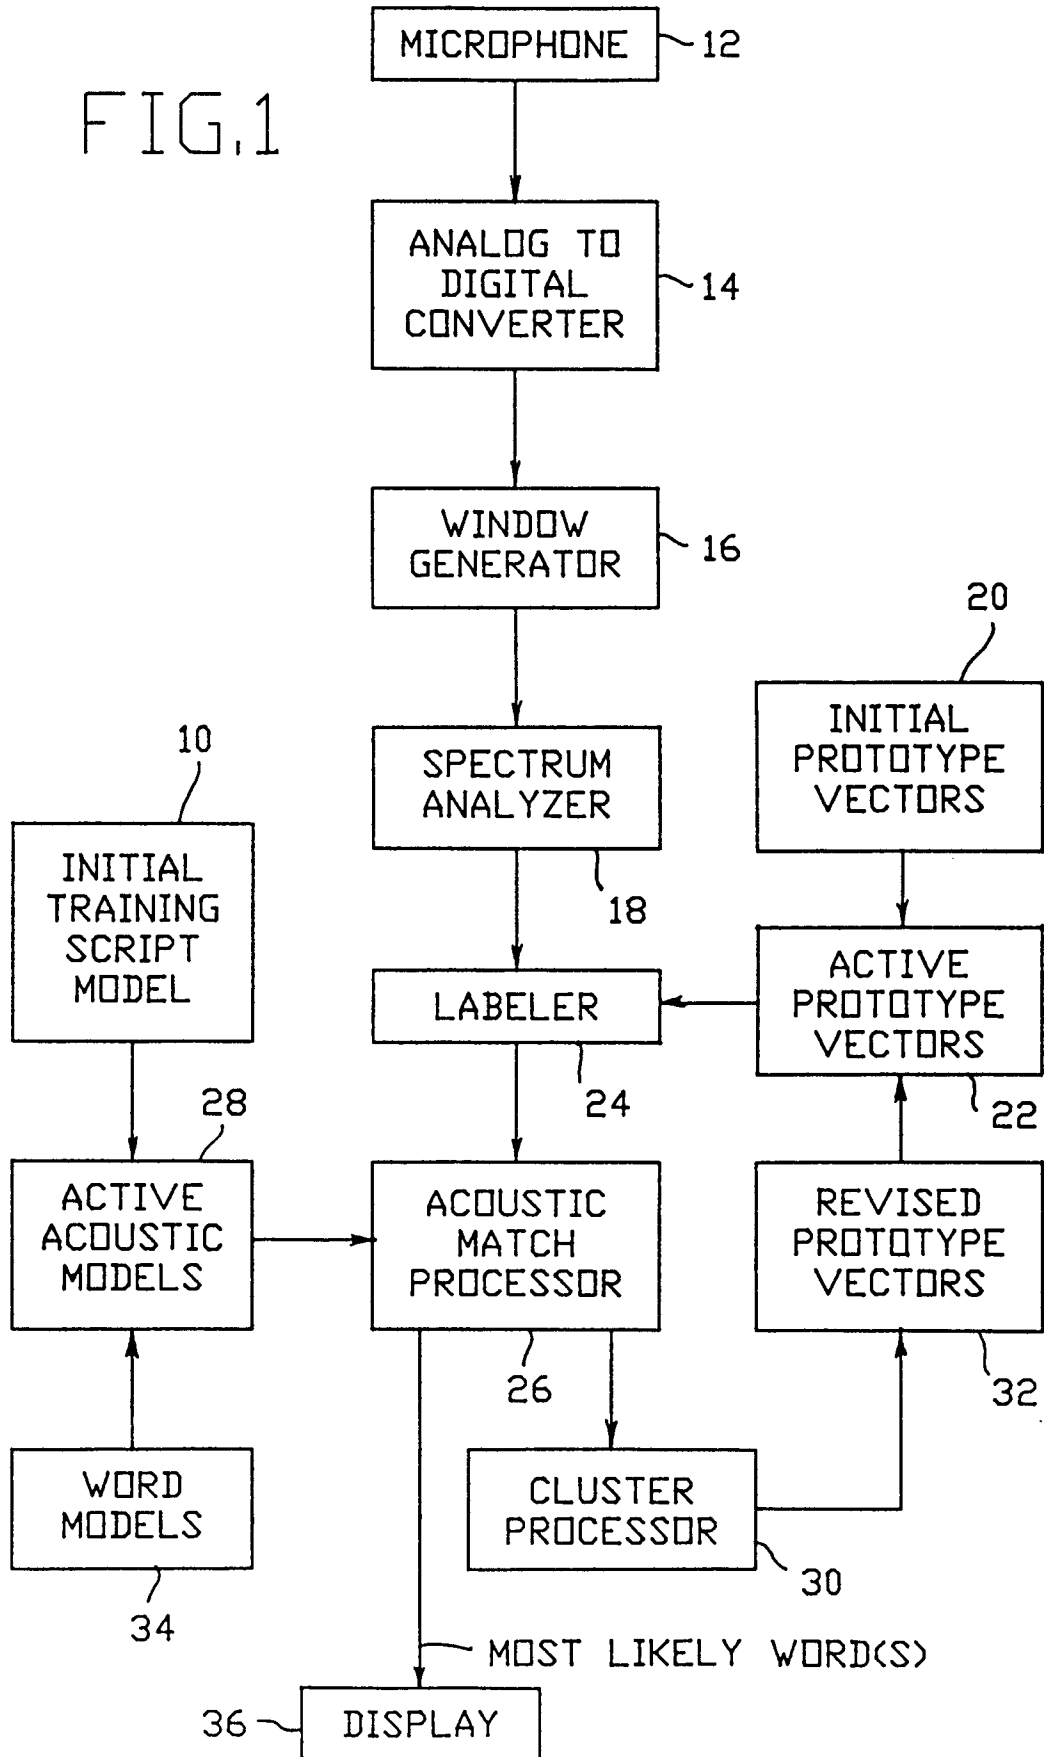 MICROPHONE
12
FIG.1
ANALOG TO
DIGITAL
CONVERTER
14
WINDOW
GENERATOR
16
20
INITIAL
PROTOTYPE
VECTORS
10
SPECTRUM
ANALYZER
18
INITIAL
TRAINING
SCRIPT
MODEL
LABELER
24
ACTIVE
PROTOTYPE
VECTORS
22
28
ACTIVE
ACOUSTIC
MODELS
ACOUSTIC
MATCH
PROCESSOR
26
REVISED
PROTOTYPE
VECTORS
32
WORD
MODELS
34
CLUSTER
PROCESSOR
30
MOST LIKELY WORD(S)
36
DISPLAY